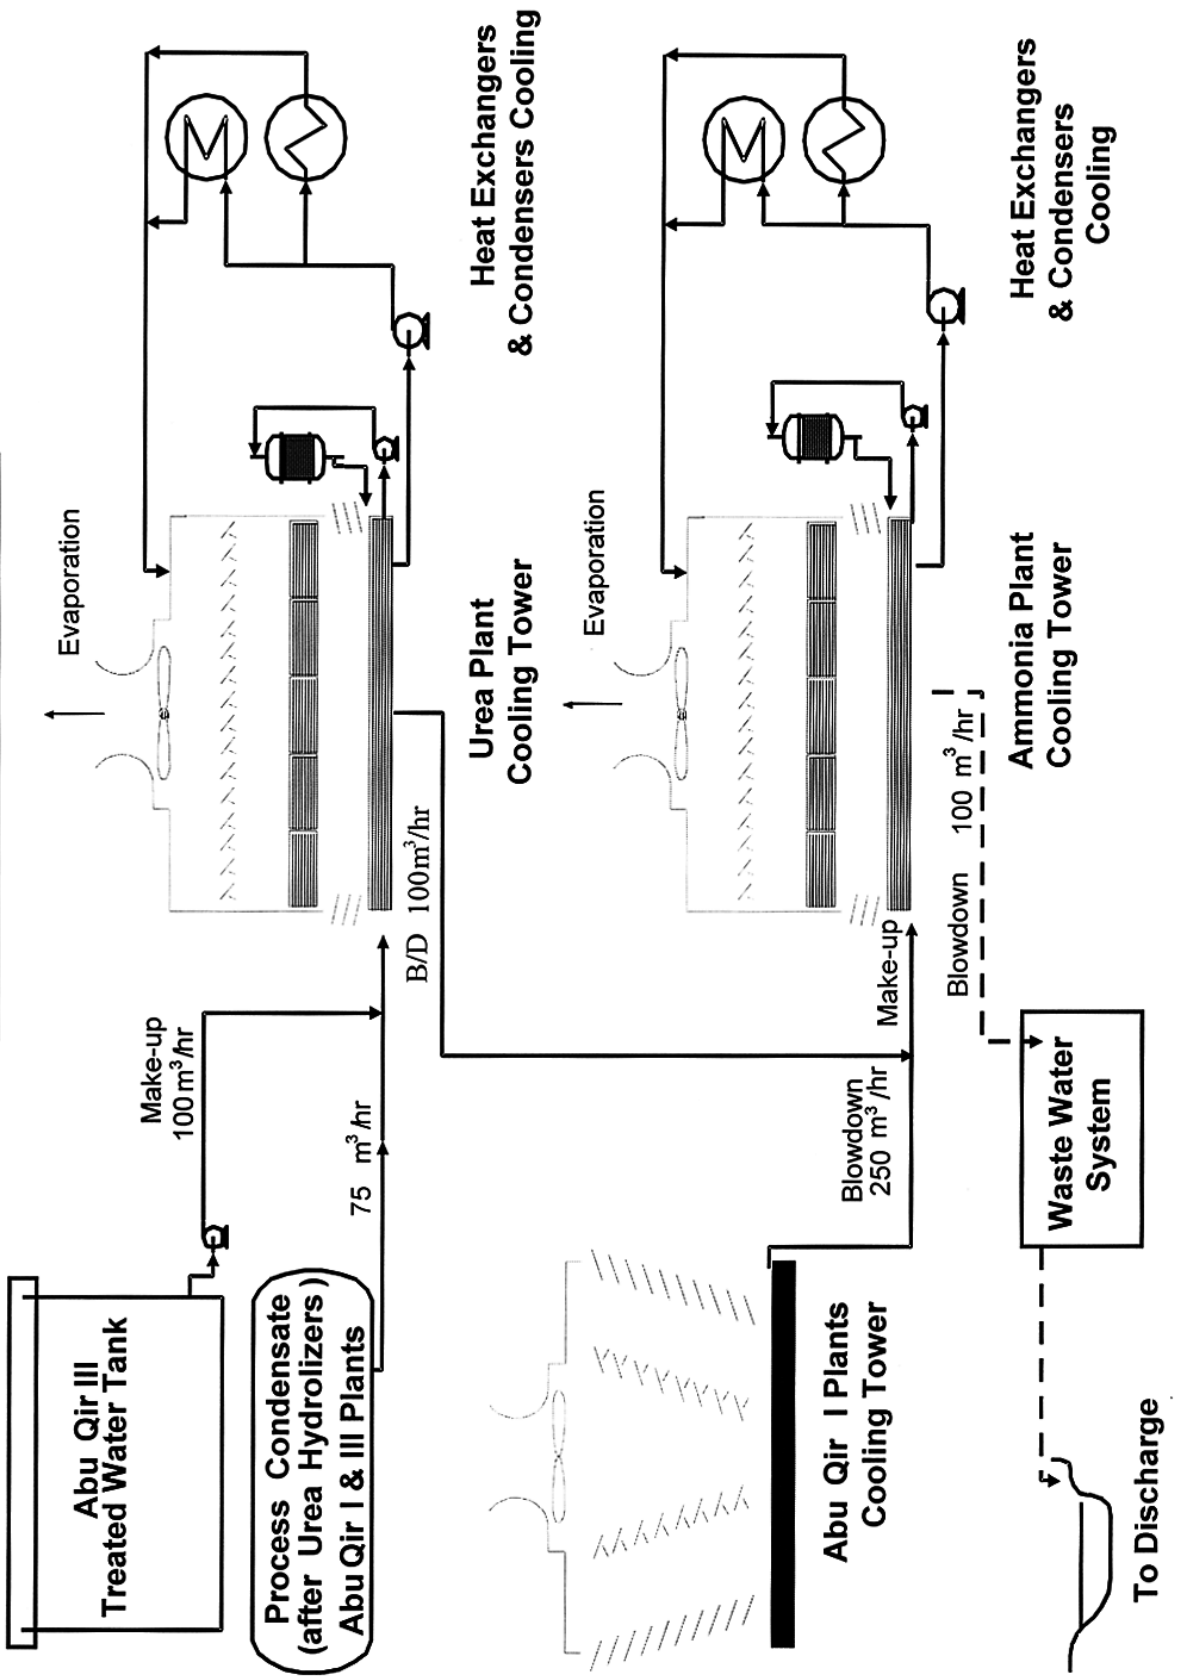 Abu Qir III
Treated Water Tank
Make-up
100 m³/hr
Evaporation
Process Condensate
(after Urea Hydrolizers )
Abu Qir I & III Plants
75 m³/hr
B/D 100m³/hr
Urea Plant
Cooling Tower
Heat Exchangers
& Condensers Cooling
Evaporation
Abu Qir I Plants
Cooling Tower
Blowdown
250 m³/hr
Make-up
Blowdown 100 m³/hr
Ammonia Plant
Cooling Tower
Heat Exchangers
& Condensers
Cooling
Waste Water
System
To Discharge